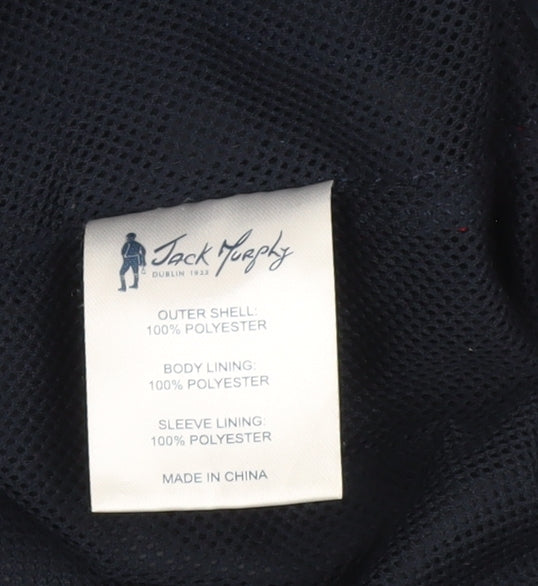 Jack Murphy
DUBLIN 1933
OUTER SHELL:
100% POLYESTER
BODY LINING:
100% POLYESTER
SLEEVE LINING:
100% POLYESTER
MADE IN CHINA